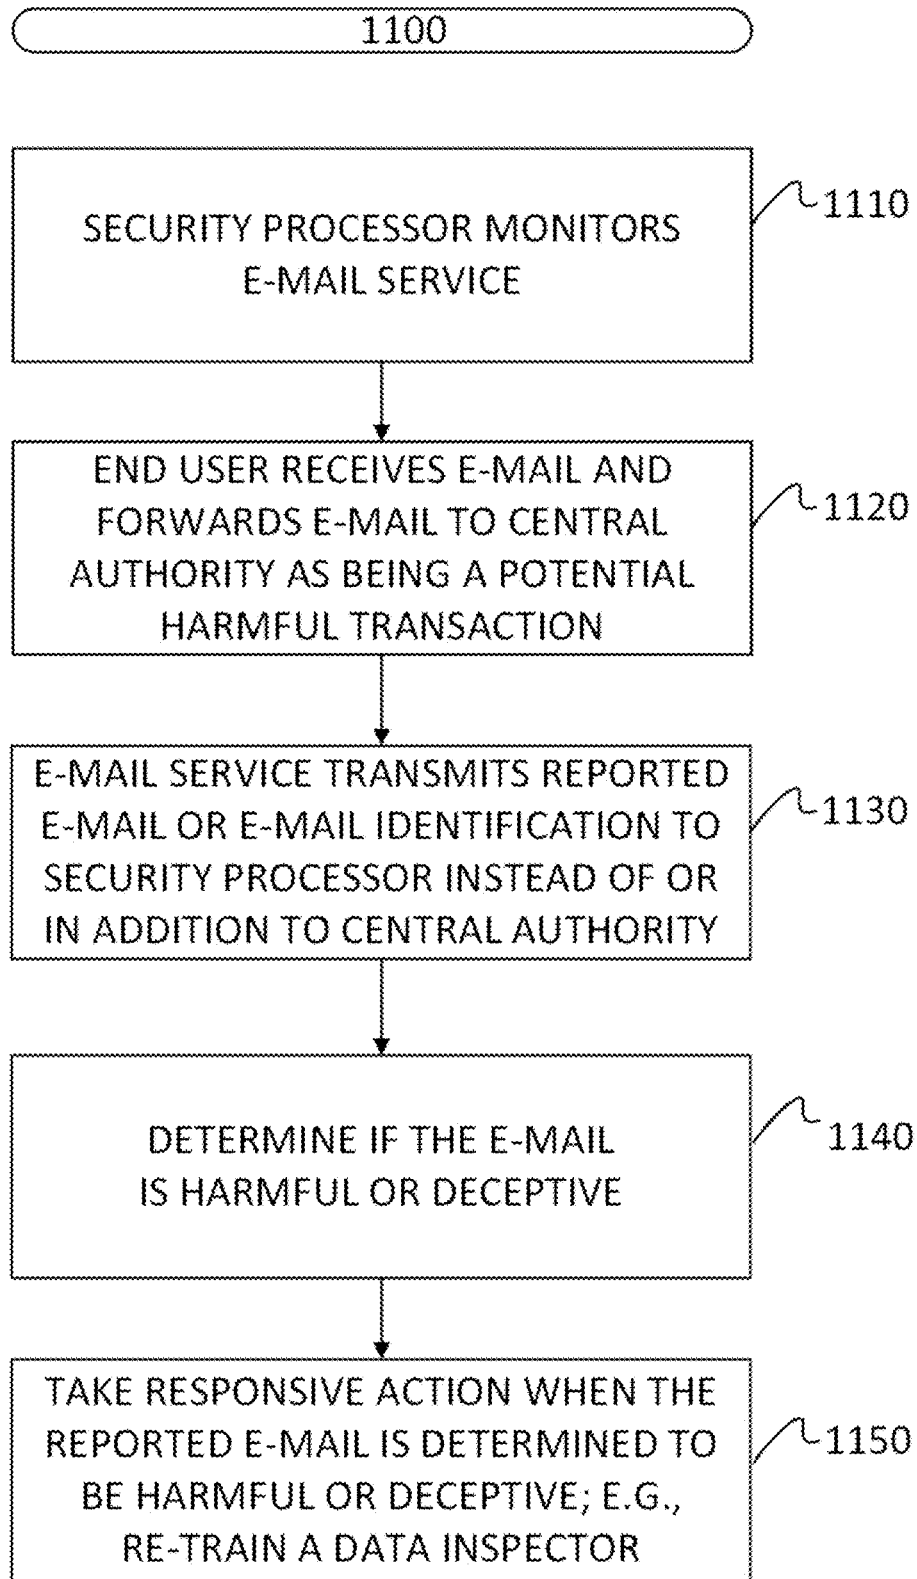 1100
SECURITY PROCESSOR MONITORS
E-MAIL SERVICE
1110
END USER RECEIVES E-MAIL AND
FORWARDS E-MAIL TO CENTRAL
AUTHORITY AS BEING A POTENTIAL
HARMFUL TRANSACTION
1120
E-MAIL SERVICE TRANSMITS REPORTED
E-MAIL OR E-MAIL IDENTIFICATION TO
SECURITY PROCESSOR INSTEAD OF OR
IN ADDITION TO CENTRAL AUTHORITY
1130
DETERMINE IF THE E-MAIL
IS HARMFUL OR DECEPTIVE
1140
TAKE RESPONSIVE ACTION WHEN THE
REPORTED E-MAIL IS DETERMINED TO
BE HARMFUL OR DECEPTIVE; E.G.,
RE-TRAIN A DATA INSPECTOR
1150